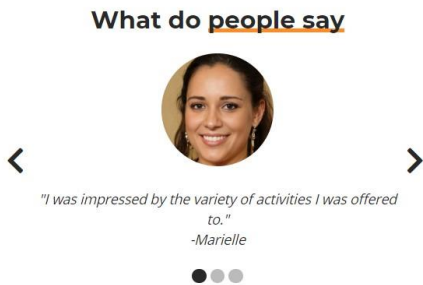 What do people say
"I was impressed by the variety of activities I was offered
to."
-Marielle